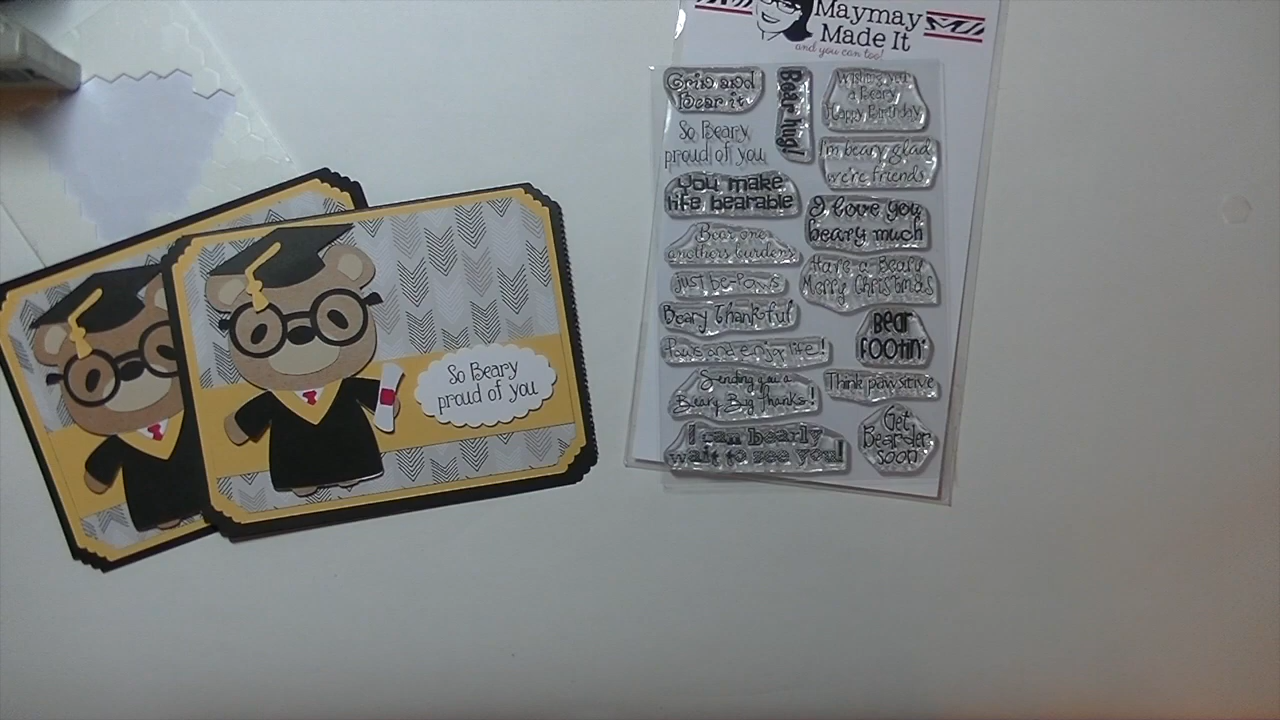 Maymay
Made It
and you can too!
Grin and
Bear it
Bear hug!
Wishing you
a Beary
Happy Birthday
So Beary
proud of you
I'm beary glad
we're friends
You make
life bearable
I love you
beary much
Bear one
anothers burdens
Have a Beary
Merry Christmas
just be-paws
Beary Thankful
Bear
Footin'
Paws and enjoy life!
Think pawsitive
Sending you a
Beary Bug Thanks!
Get
Bearder
soon
I can bearly
wait to see you!
So Beary
proud of you